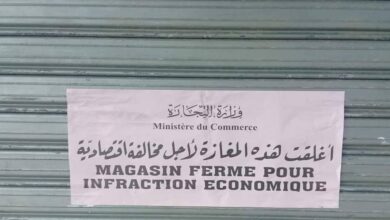 وزارة التجارة
Ministère du Commerce
أغلقت هذه المغازة لأجل مخالفة اقتصادية
MAGASIN FERME POUR
INFRACTION ECONOMIQUE